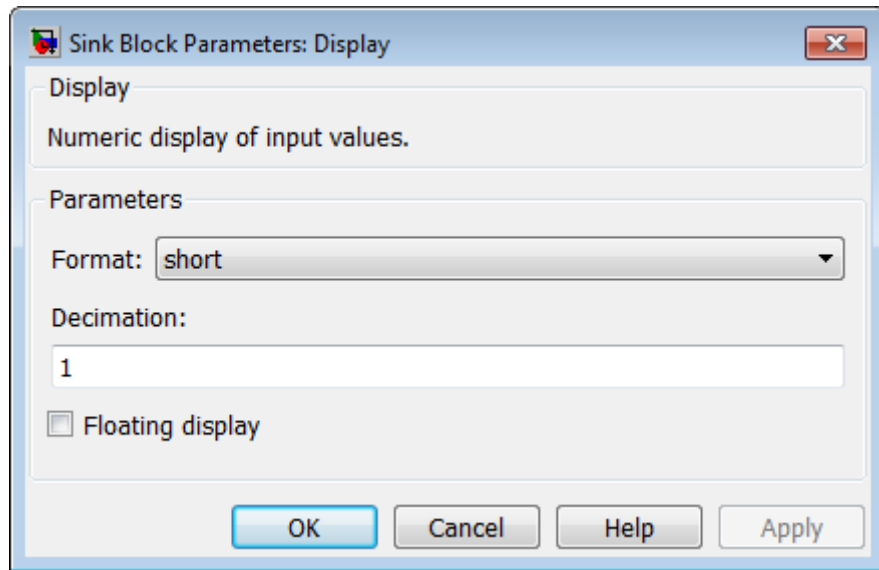 Sink Block Parameters: Display
Display
Numeric display of input values.
Parameters
Format: short
Decimation:
1
Floating display
OK Cancel Help Apply